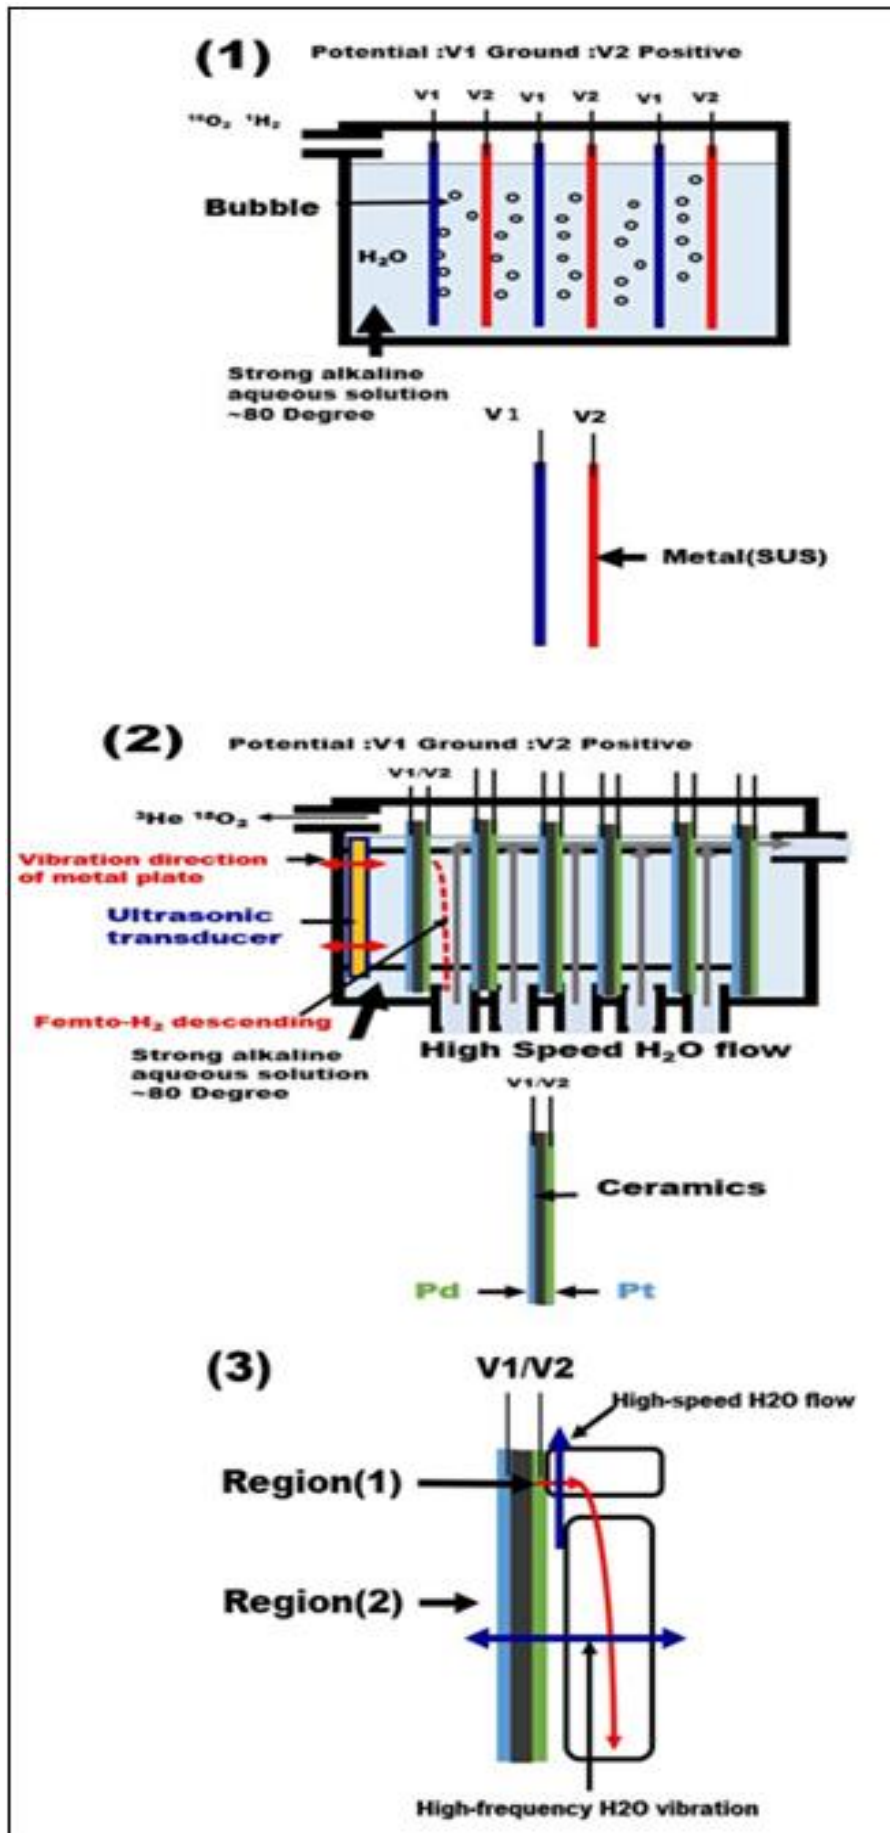 (1) Potential :V1 Ground :V2 Positive
V1 V2 V1 V2 V1 V2
¹⁶O₂ ¹H₂
Bubble
H₂O
Strong alkaline
aqueous solution
~80 Degree
V1 V2
Metal(SUS)
(2) Potential :V1 Ground :V2 Positive
V1/V2
³He ¹⁸O₂
Vibration direction
of metal plate
Ultrasonic
transducer
Femto-H₂ descending
Strong alkaline
aqueous solution
~80 Degree
High Speed H₂O flow
V1/V2
Ceramics
Pd Pt
(3)
V1/V2
High-speed H2O flow
Region(1)
Region(2)
High-frequency H2O vibration